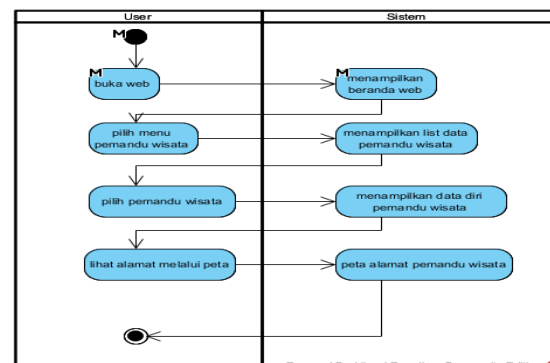 User
Sistem
M
M
buka web
M
menampilkan
beranda web
pilih menu
pemandu wisata
menampilkan list data
pemandu wisata
pilih pemandu wisata
menampilkan data diri
pemandu wisata
lihat alamat melalui peta
peta alamat pemandu wisata